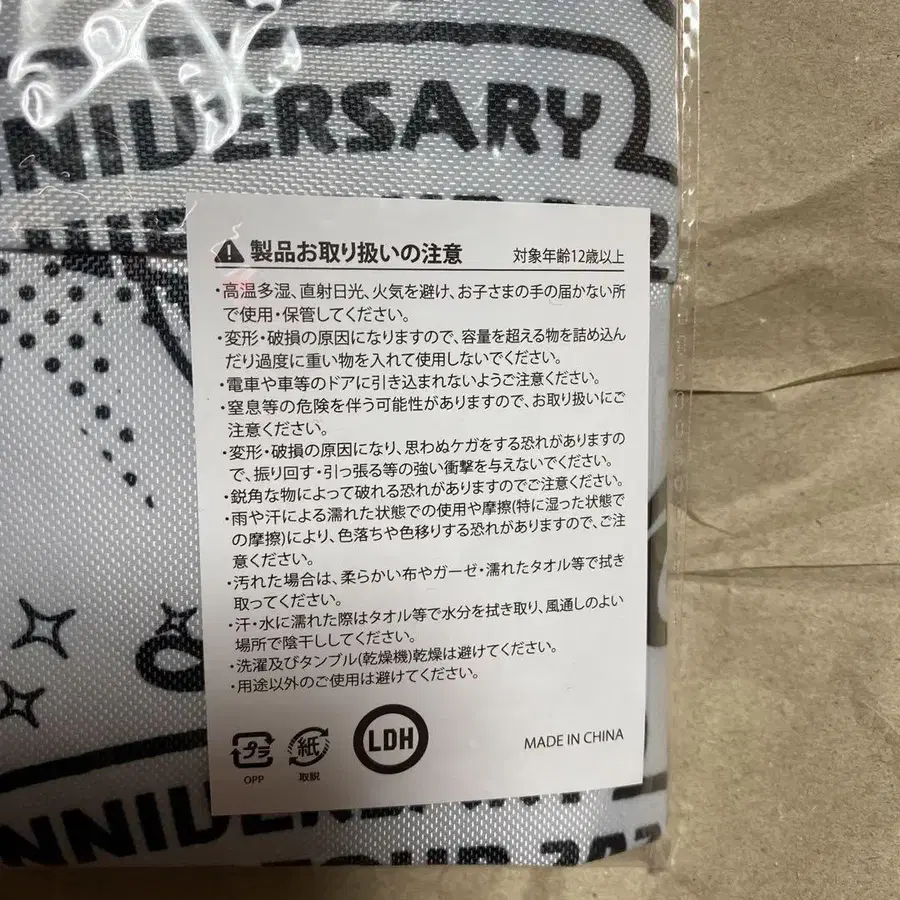 NNIVERSARY
製品お取り扱いの注意 対象年齢12歳以上
・高温多湿、直射日光、火気を避け、お子さまの手の届かない所
で使用・保管してください。
・変形・破損の原因になりますので、容量を超える物を詰め込ん
だり過度に重い物を入れて使用しないでください。
・電車や車等のドアに引き込まれないようご注意ください。
・窒息等の危険を伴う可能性がありますので、お取り扱いにご
注意ください。
・変形・破損の原因になり、思わぬケガをする恐れがありますの
で、振り回す・引っ張る等の強い衝撃を与えないでください。
・鋭角な物によって破れる恐れがありますのでご注意ください。
・雨や汗による濡れた状態での使用や摩擦(特に湿った状態で
の摩擦)により、色落ちや色移りする恐れがありますので、ご注
意ください。
・汚れた場合は、柔らかい布やガーゼ・濡れたタオル等で拭き
取ってください。
・汗・水に濡れた際はタオル等で水分を拭き取り、風通しのよい
場所で陰干ししてください。
・洗濯及びタンブル(乾燥機)乾燥は避けてください。
・用途以外のご使用は避けてください。
プラ 紙 LDH MADE IN CHINA
OPP 取説
NNIVERSARY
TOUR 202